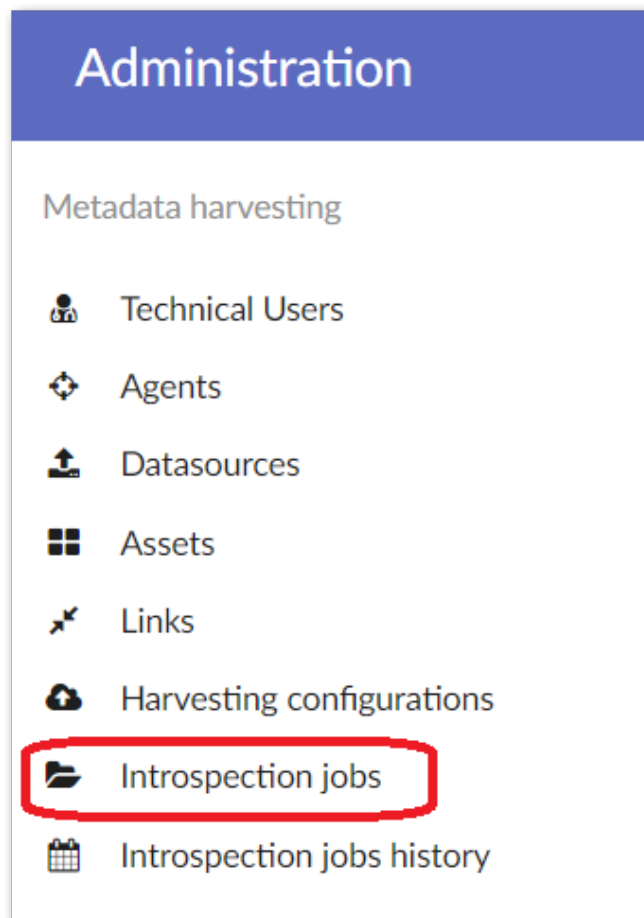 Administration
Metadata harvesting
Technical Users
Agents
Datasources
Assets
Links
Harvesting configurations
Introspection jobs
Introspection jobs history